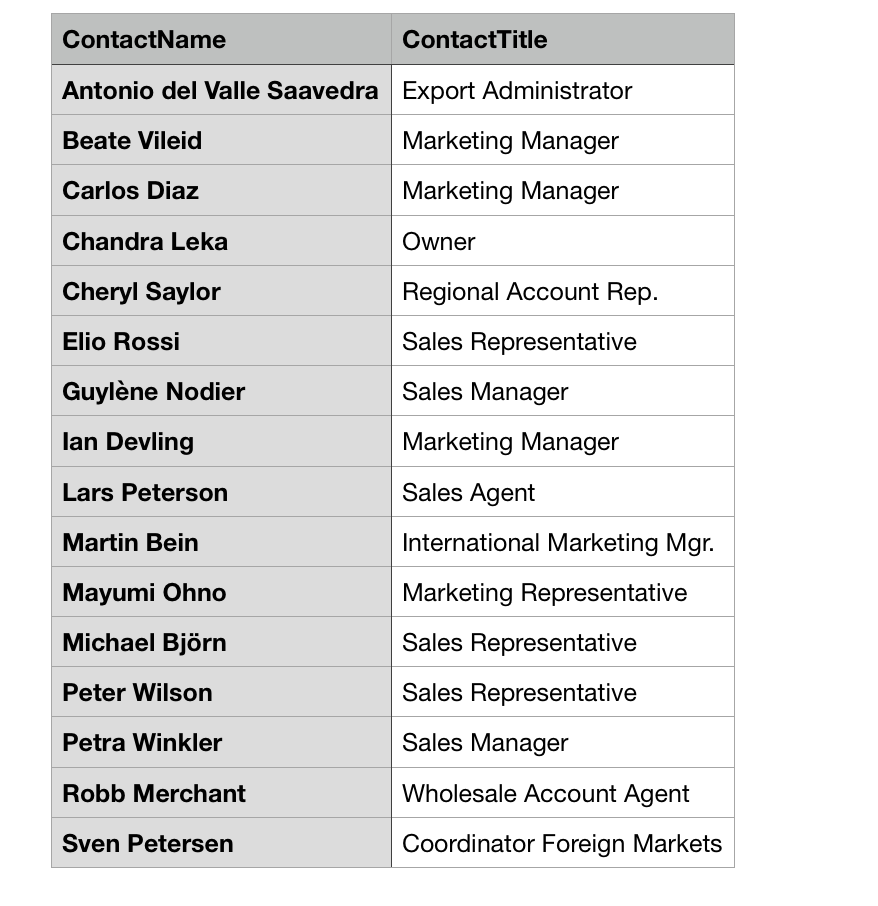 ContactName ContactTitle
Antonio del Valle Saavedra Export Administrator
Beate Vileid Marketing Manager
Carlos Diaz Marketing Manager
Chandra Leka Owner
Cheryl Saylor Regional Account Rep.
Elio Rossi Sales Representative
Guylène Nodier Sales Manager
Ian Devling Marketing Manager
Lars Peterson Sales Agent
Martin Bein International Marketing Mgr.
Mayumi Ohno Marketing Representative
Michael Björn Sales Representative
Peter Wilson Sales Representative
Petra Winkler Sales Manager
Robb Merchant Wholesale Account Agent
Sven Petersen Coordinator Foreign Markets